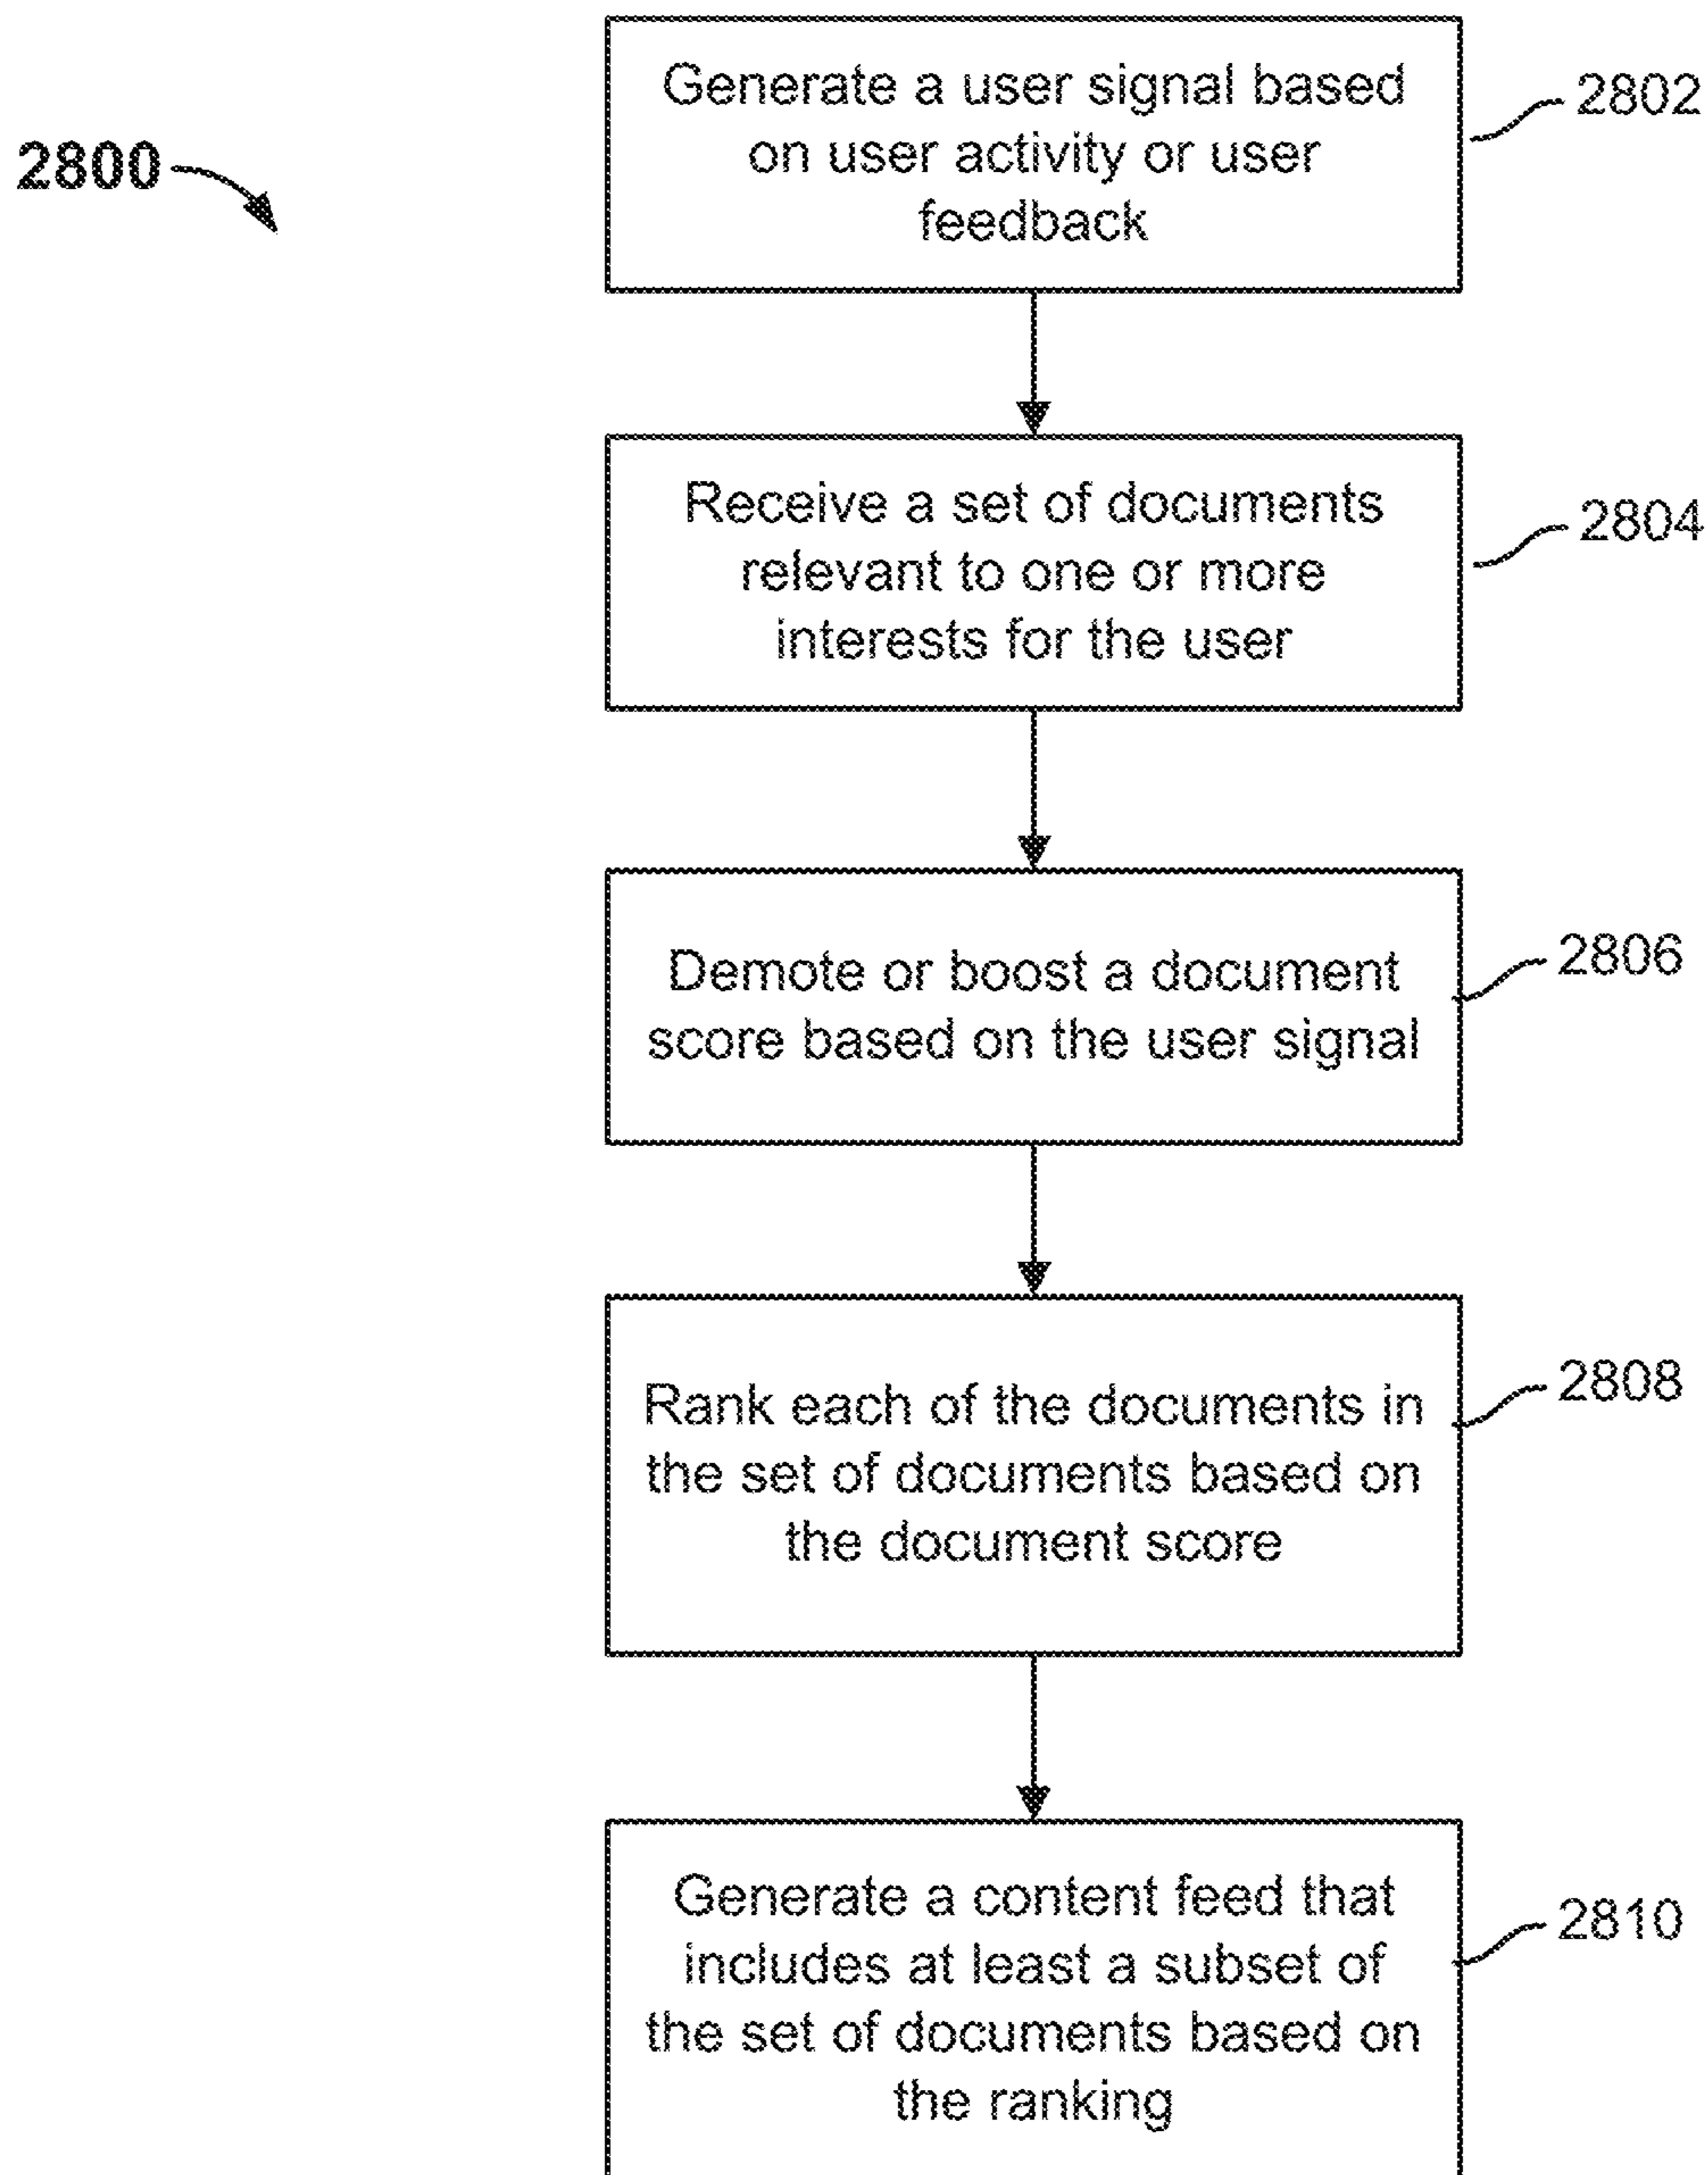 2800
Generate a user signal based
on user activity or user
feedback
2802
Receive a set of documents
relevant to one or more
interests for the user
2804
Demote or boost a document
score based on the user signal
2806
Rank each of the documents in
the set of documents based on
the document score
2808
Generate a content feed that
includes at least a subset of
the set of documents based on
the ranking
2810